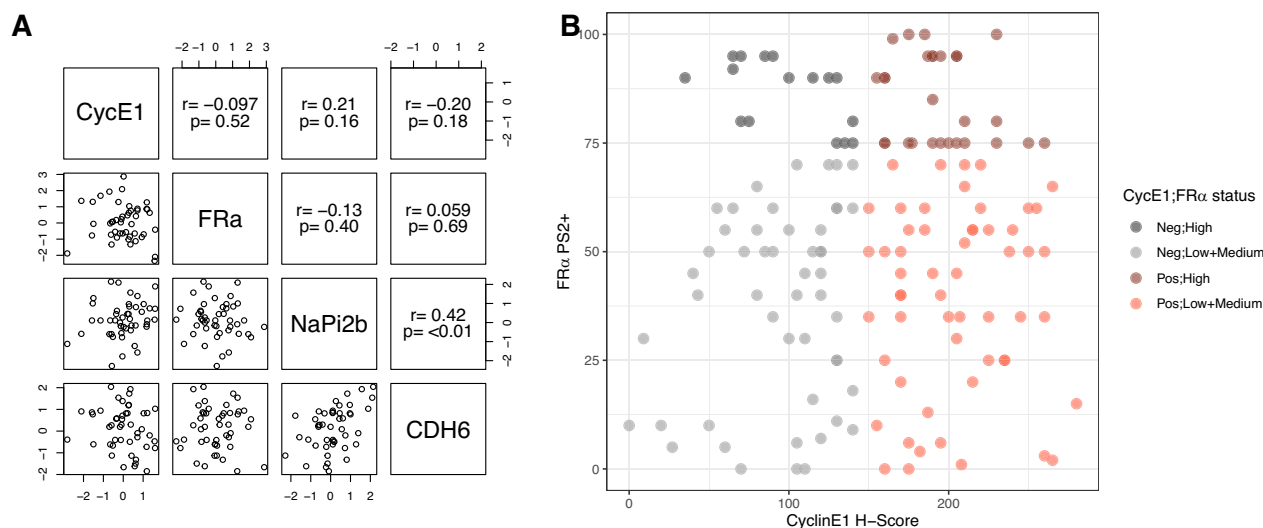 A
−2 −1 0 1 2 3
−2 −1 0 1 2
CycE1
r= −0.097
p= 0.52
r= 0.21
p= 0.16
r= −0.20
p= 0.18
−2 −1 0 1
−2 −1 0 1 2 3
FRa
r= −0.13
p= 0.40
r= 0.059
p= 0.69
NaPi2b
r= 0.42
p= <0.01
−2 −1 0 1 2
−2 −1 0 1 2
CDH6
−2 −1 0 1
−2 −1 0 1 2
B
100
75
50
25
0
FRα PS2+
0 100 200
CyclinE1 H−Score
CycE1;FRα status
Neg;High
Neg;Low+Medium
Pos;High
Pos;Low+Medium